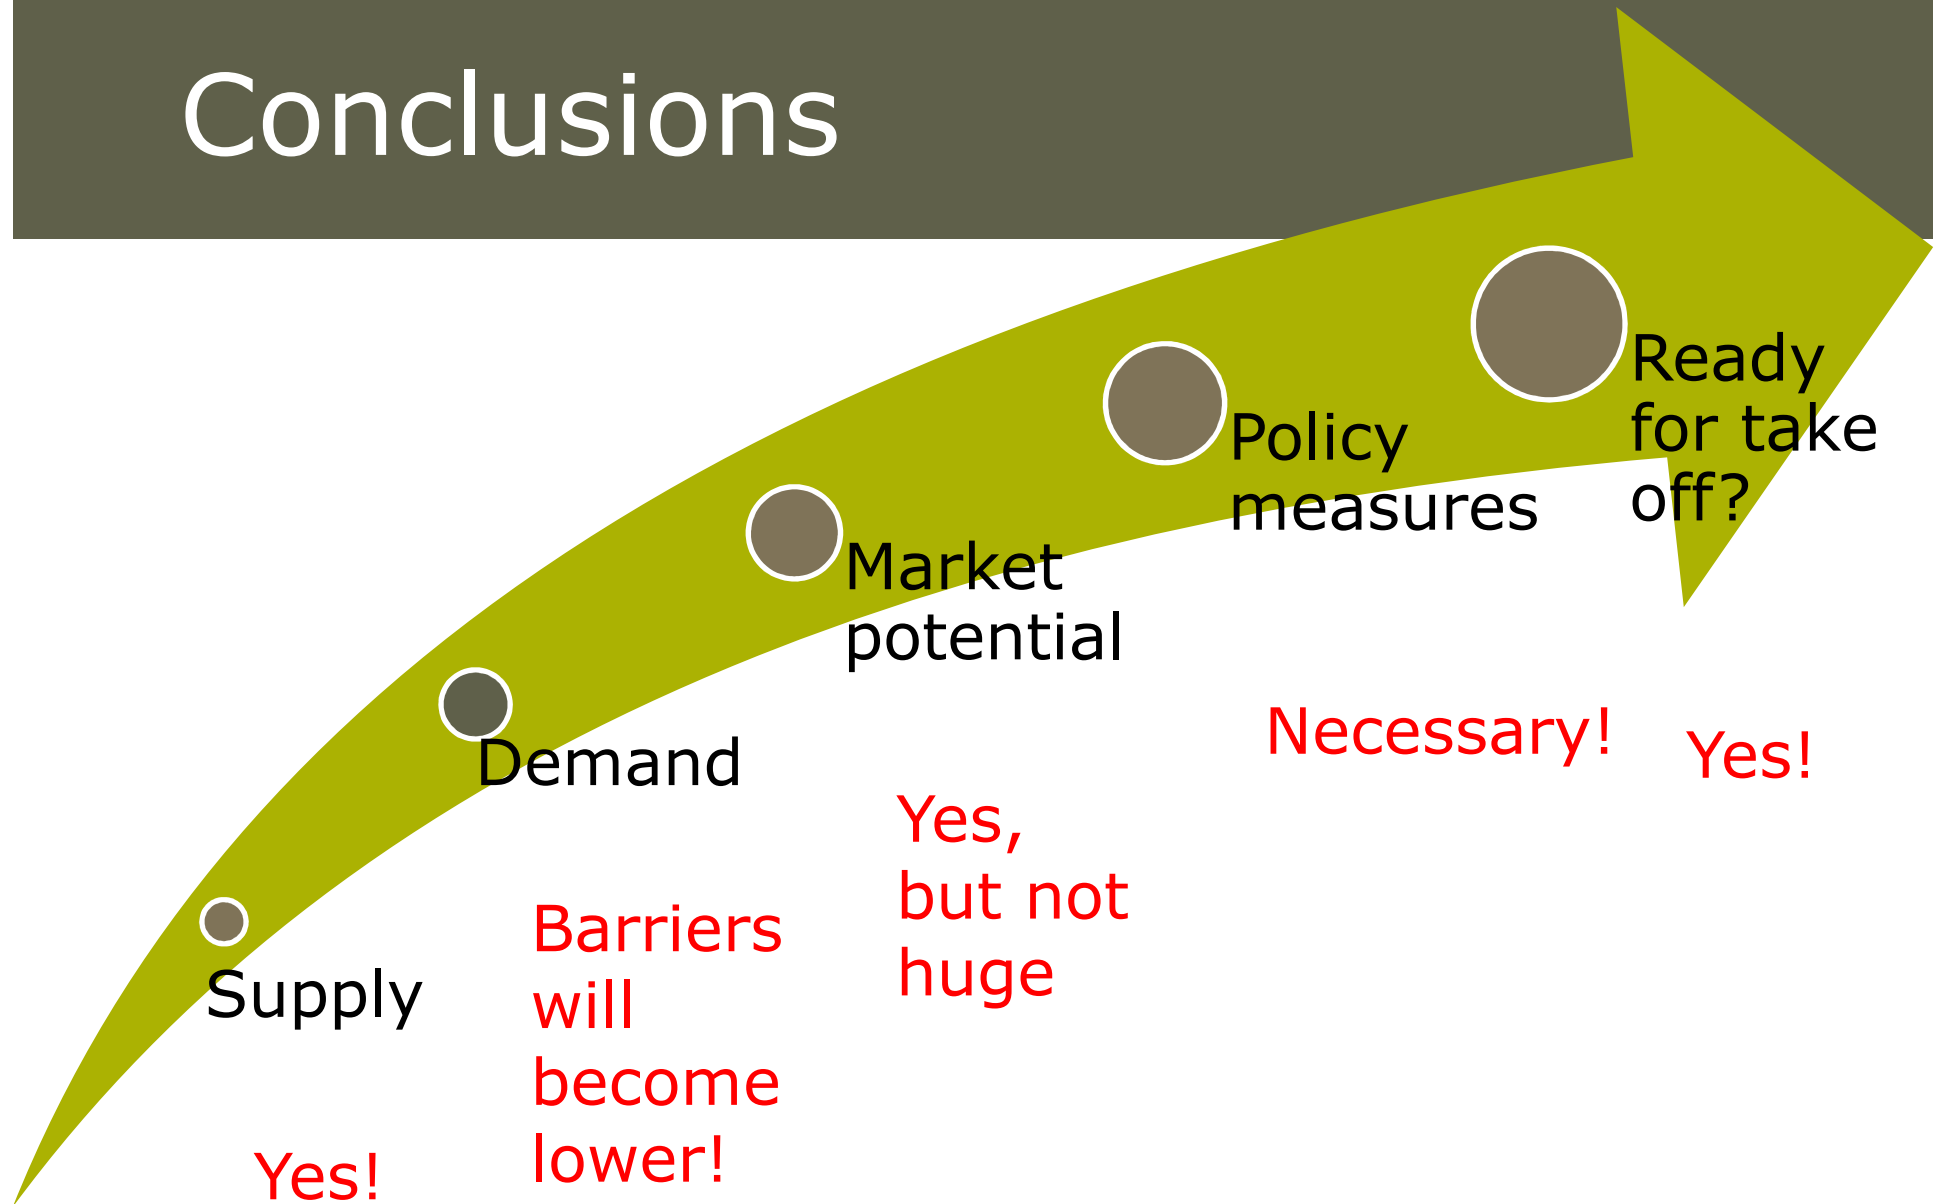 Conclusions
Supply
Yes!
Demand
Barriers
will
become
lower!
Market
potential
Yes,
but not
huge
Policy
measures
Necessary!
Ready
for take
off?
Yes!